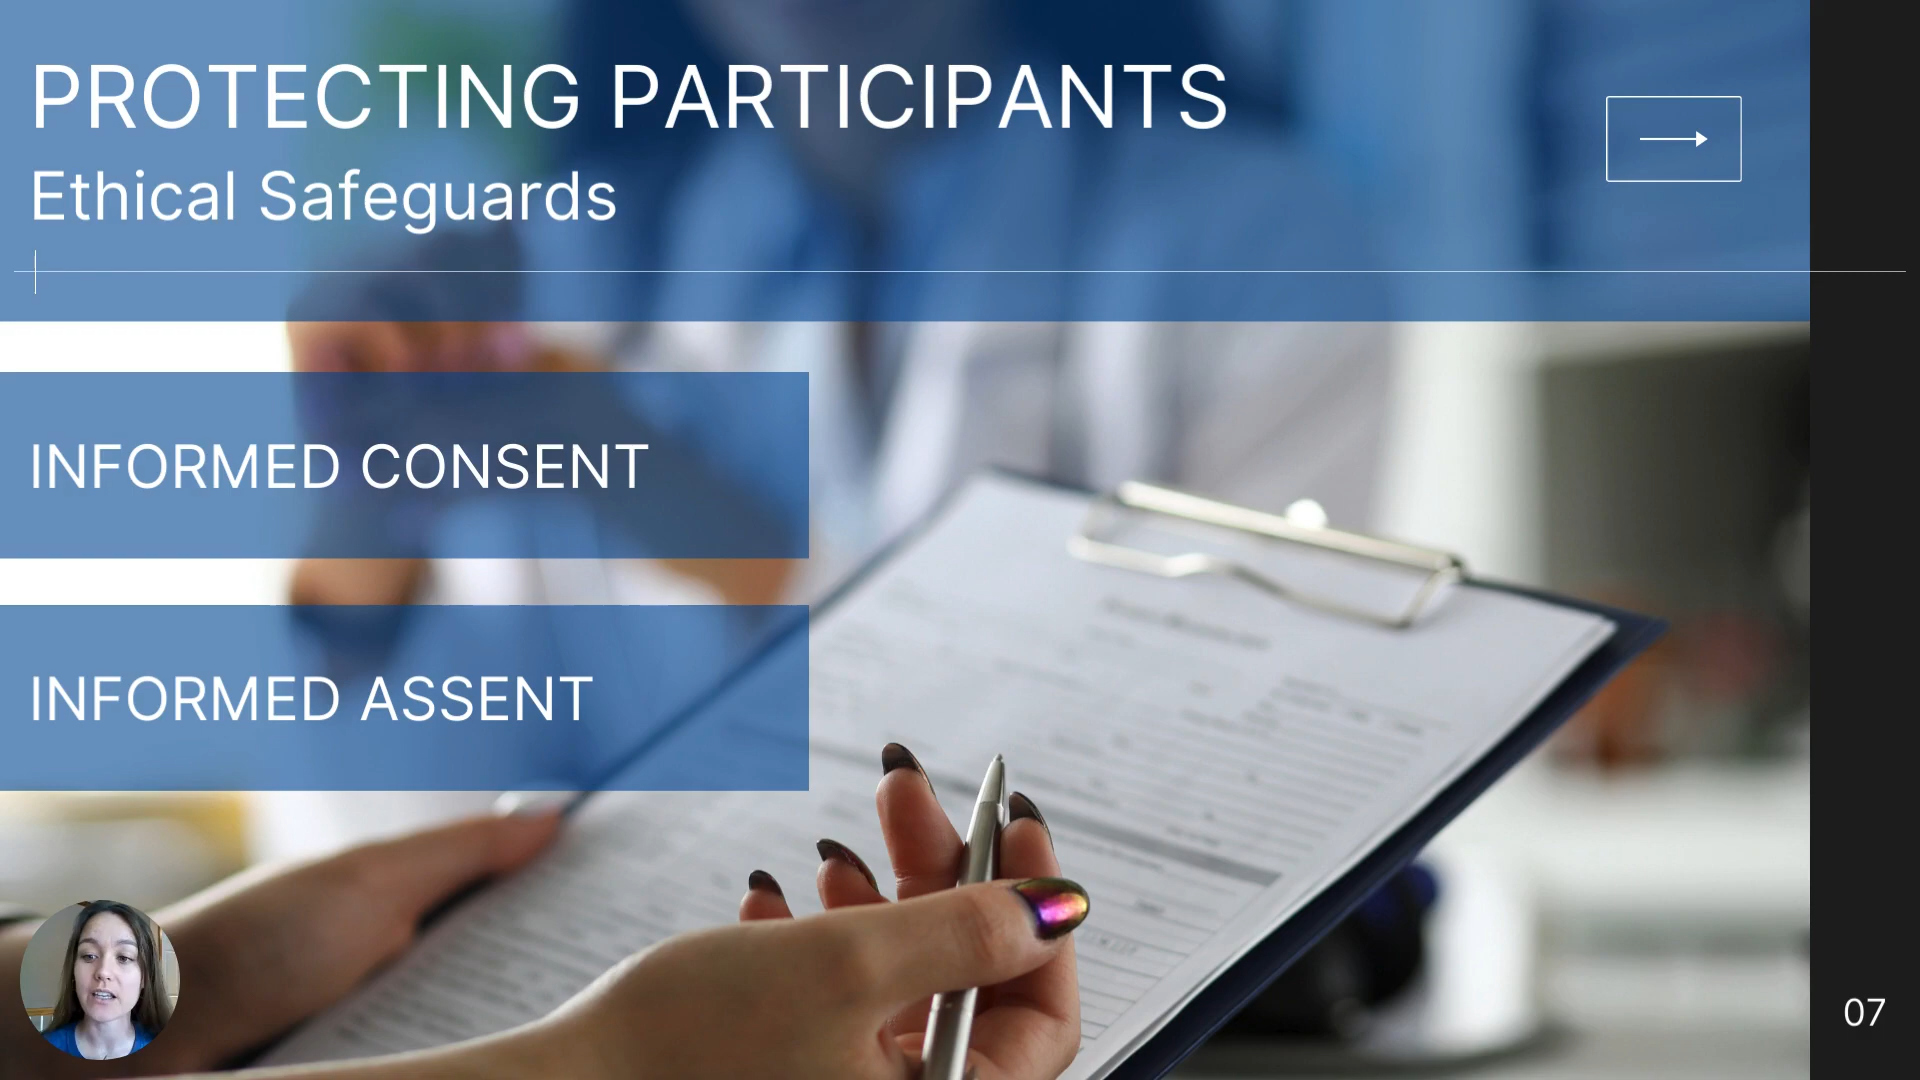 PROTECTING PARTICIPANTS
Ethical Safeguards
INFORMED CONSENT
INFORMED ASSENT
07